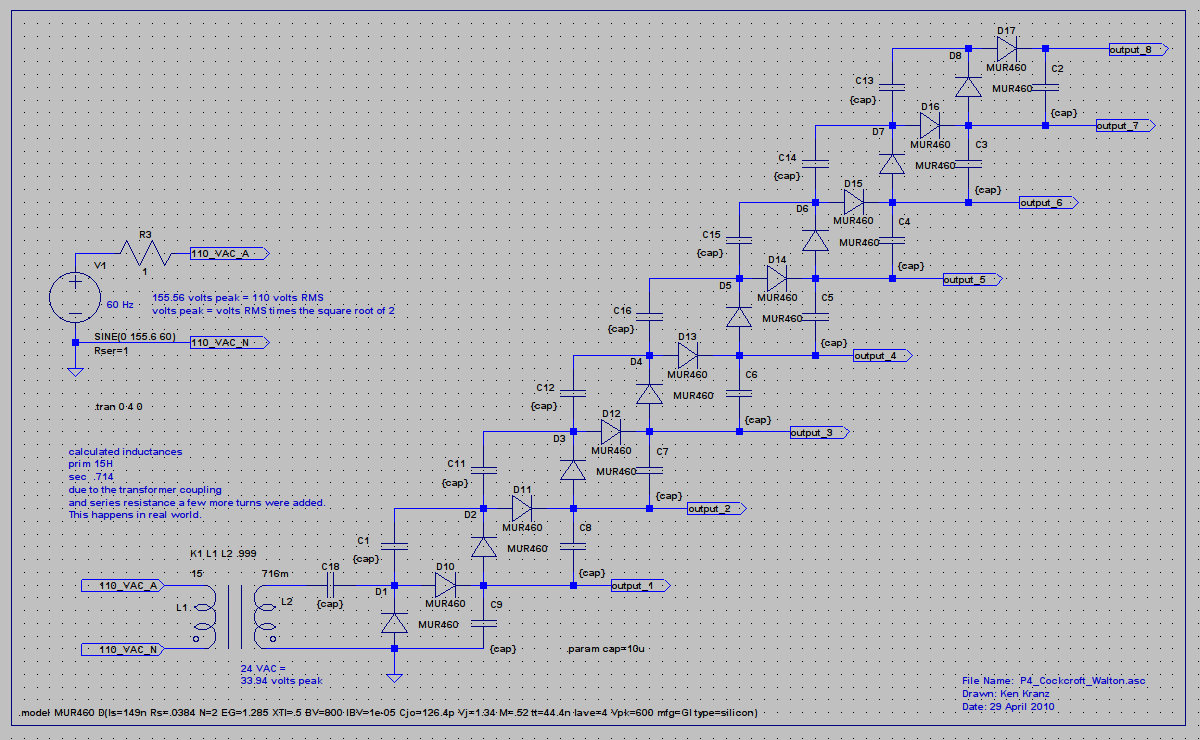 D17
output_8
D8
MUR460
C2
C13
MUR460
{cap}
D16
{cap}
D7
output_7
MUR460
C3
C14
MUR460
{cap}
D15
{cap}
D6
output_6
MUR460
C4
R3
C15
MUR460
110_VAC_A
{cap}
D14
{cap}
V1
1
D5
output_5
MUR460
C5
60 Hz
155.56 volts peak = 110 volts RMS
volts peak = volts RMS times the square root of 2
C16
MUR460
{cap}
D13
{cap}
SINE(0 155.6 60)
110_VAC_N
Rser=1
D4
output_4
MUR460
C6
C12
MUR460
.tran 0 4 0
{cap}
D12
{cap}
D3
output_3
MUR460
C7
calculated inductances
prim 15H
sec .714
due to the transformer coupling
and series resistance a few more turns were added.
This happens in real world.
C11
MUR460
{cap}
D11
{cap}
D2
output_2
MUR460
C8
C1
MUR460
K1 L1 L2 .999
{cap}
15
716m
C18
D10
{cap}
110_VAC_A
D1
output_1
L1
L2
{cap}
MUR460
C9
MUR460
110_VAC_N
{cap}
.param cap=10u
24 VAC =
33.94 volts peak
File Name: P4_Cockcroft_Walton.asc
Drawn: Ken Kranz
Date: 29 April 2010
.model MUR460 D(Is=149n Rs=.0384 N=2 EG=1.285 XTI=.5 BV=800 IBV=1e-05 Cjo=126.4p Vj=1.34 M=.52 tt=44.4n Iave=4 Vpk=600 mfg=GI type=silicon)